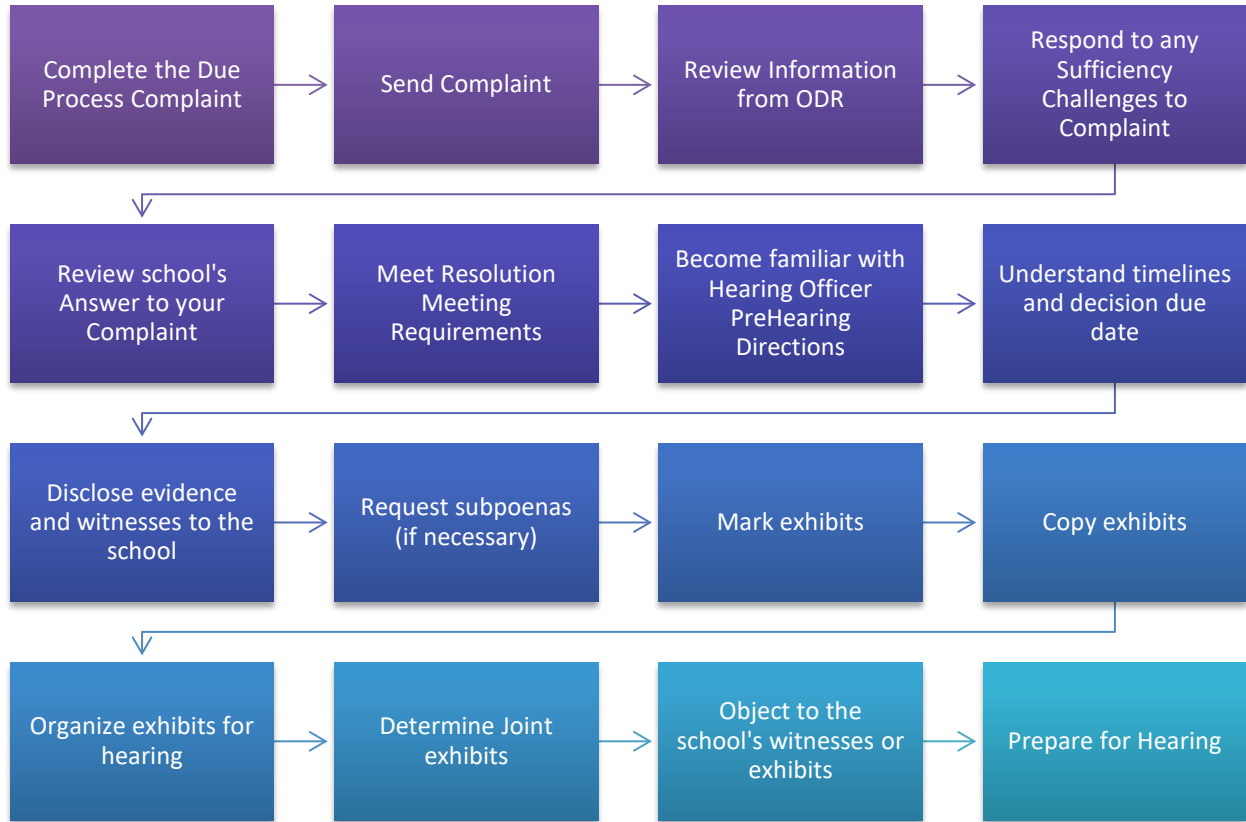 Complete the Due
Process Complaint
Send Complaint
Review Information
from ODR
Respond to any
Sufficiency
Challenges to
Complaint
Review school's
Answer to your
Complaint
Meet Resolution
Meeting
Requirements
Become familiar with
Hearing Officer
PreHearing
Directions
Understand timelines
and decision due
date
Disclose evidence
and witnesses to the
school
Request subpoenas
(if necessary)
Mark exhibits
Copy exhibits
Organize exhibits for
hearing
Determine Joint
exhibits
Object to the
school's witnesses or
exhibits
Prepare for Hearing